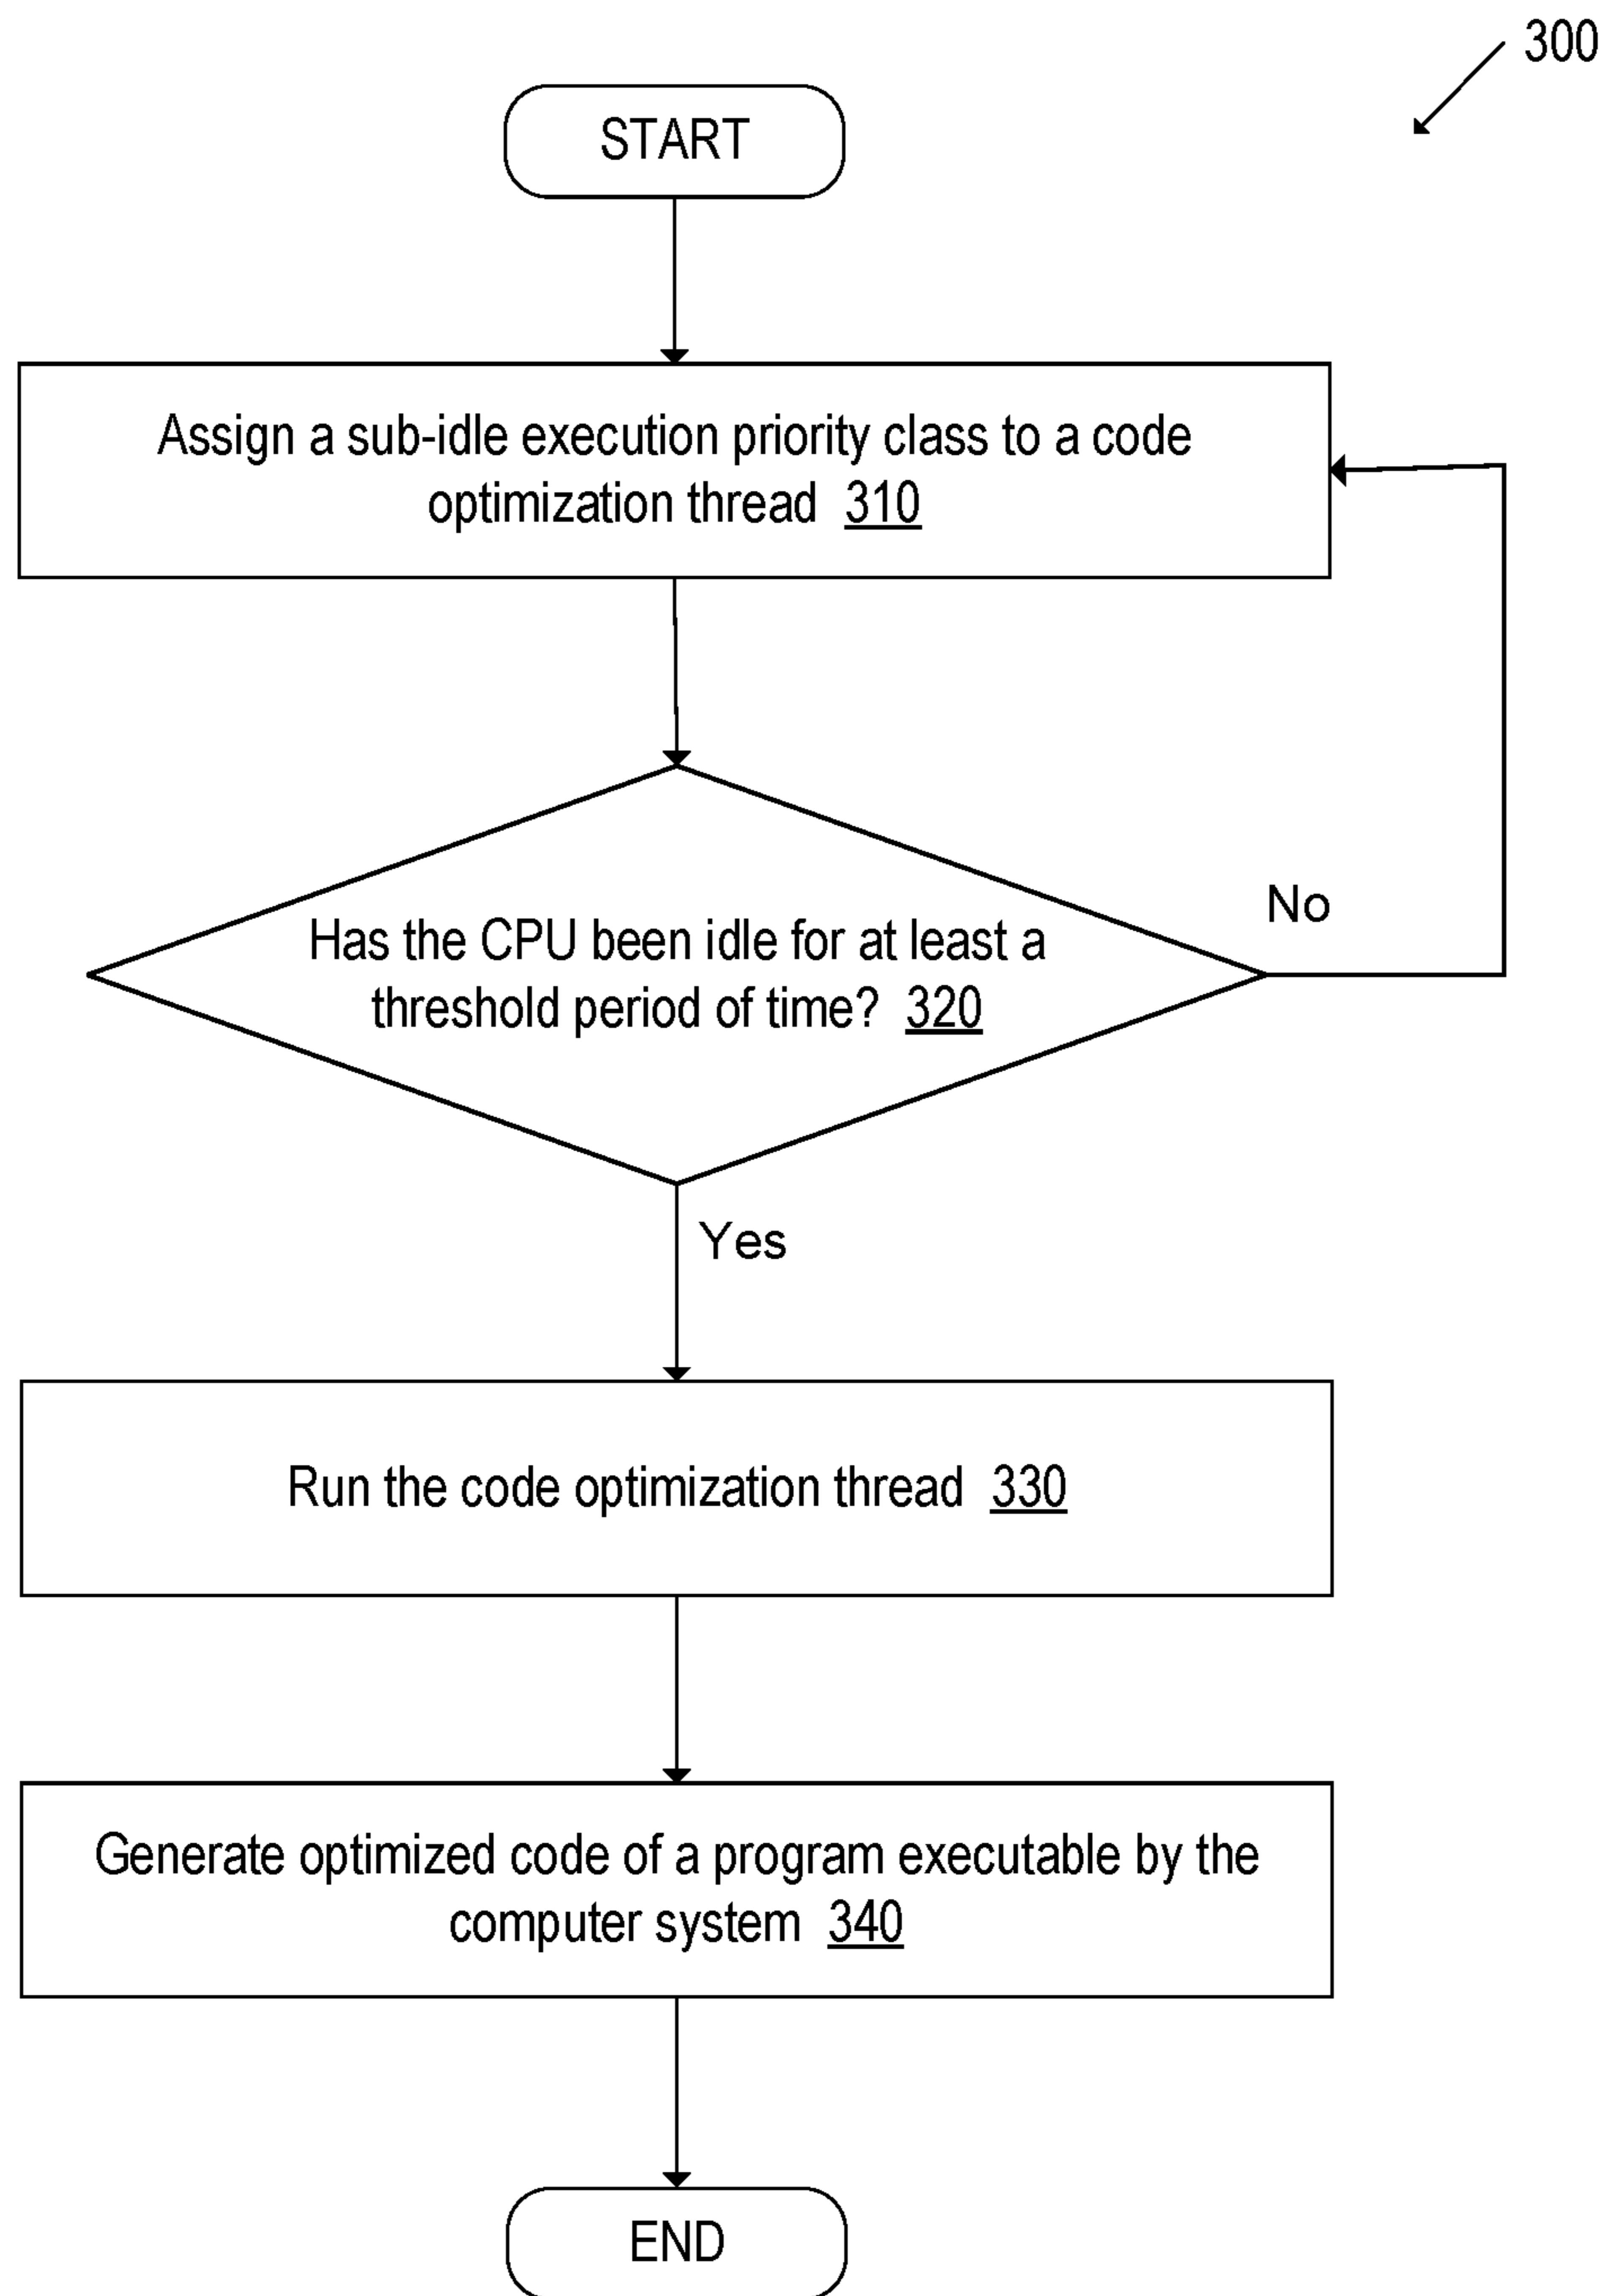 300
START
Assign a sub-idle execution priority class to a code
optimization thread 310
No
Has the CPU been idle for at least a
threshold period of time? 320
Yes
Run the code optimization thread 330
Generate optimized code of a program executable by the
computer system 340
END